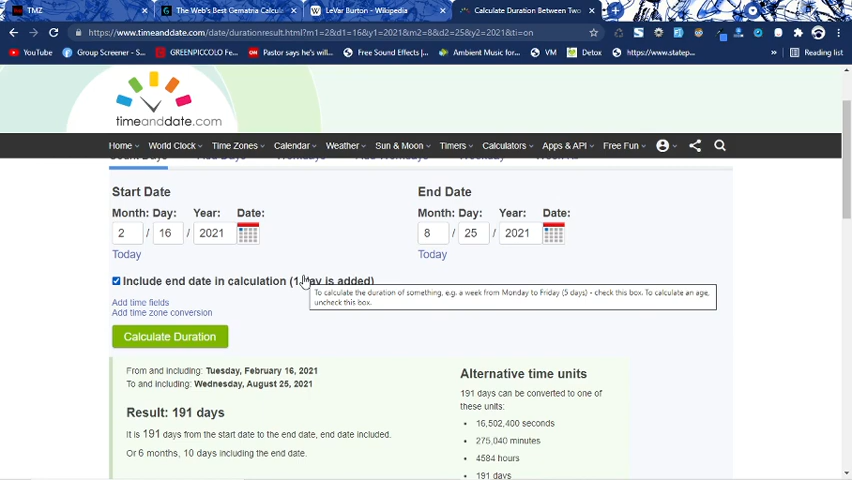 TMZ
The Web's Best Gematria Calcula
LeVar Burton - Wikipedia
Calculate Duration Between Two
https://www.timeanddate.com/date/durationresult.html?m1=2&d1=16&y1=2021&m2=8&d2=25&y2=2021&ti=on
YouTube
Group Screener - S...
GREENPICCOLO Fe...
Pastor says he's will...
Free Sound Effects |...
Ambient Music for...
VM
Detox
https://www.statep...
Reading list
timeanddate.com
Home
World Clock
Time Zones
Calendar
Weather
Sun & Moon
Timers
Calculators
Apps & API
Free Fun
Start Date
End Date
Month: Day: Year: Date:
Month: Day: Year: Date:
2 / 16 / 2021
8 / 25 / 2021
Today
Today
Include end date in calculation (1 day is added)
To calculate the duration of something, e.g. a week from Monday to Friday (5 days) - check this box. To calculate an age,
uncheck this box.
Add time fields
Add time zone conversion
Calculate Duration
From and including: Tuesday, February 16, 2021
To and including: Wednesday, August 25, 2021
Result: 191 days
It is 191 days from the start date to the end date, end date included.
Or 6 months, 10 days including the end date.
Alternative time units
191 days can be converted to one of
these units:
• 16,502,400 seconds
• 275,040 minutes
• 4584 hours
• 191 days